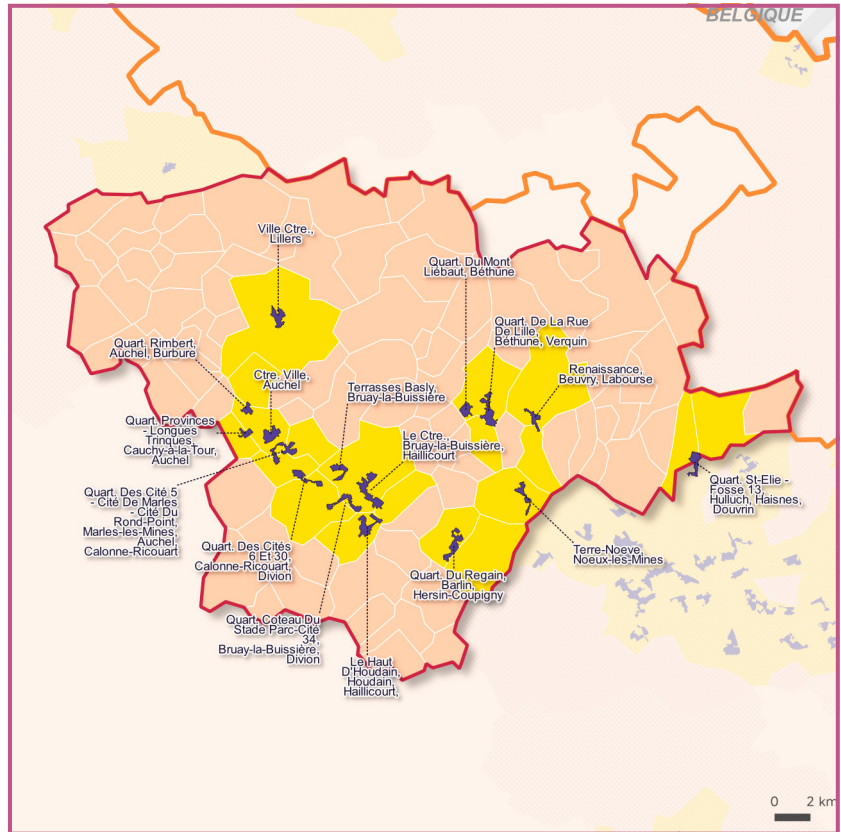 BELGIQUE
Ville Ctre.,
Lillers
Quart. Du Mont
Liébaut, Béthune
Quart. De La Rue
De Lille,
Béthune, Verquin
Quart. Rimbert,
Auchel, Burbure
Ctre. Ville,
Auchel
Terrasses Basly,
Bruay-la-Buissière
Renaissance,
Beuvry, Labourse
Quart. Provinces
- Longues
Trinques,
Cauchy-à-la-Tour,
Auchel
Le Ctre.,
Bruay-la-Buissière,
Haillicourt
Quart. Des Cité 5
- Cité De Marles
- Cité Du
Rond-Point,
Marles-les-Mines,
Auchel,
Calonne-Ricouart
Quart. St-Elie -
Fosse 13,
Hulluch, Haisnes,
Douvrin
Quart. Des Cités
6 Et 30,
Calonne-Ricouart,
Divion
Terre-Noeve,
Noeux-les-Mines
Quart. Du Regain,
Barlin,
Hersin-Coupigny
Quart. Coteau Du
Stade Parc-Cité
34,
Bruay-la-Buissière,
Divion
Le Haut
D'Houdain,
Houdain,
Haillicourt,
0 2 km